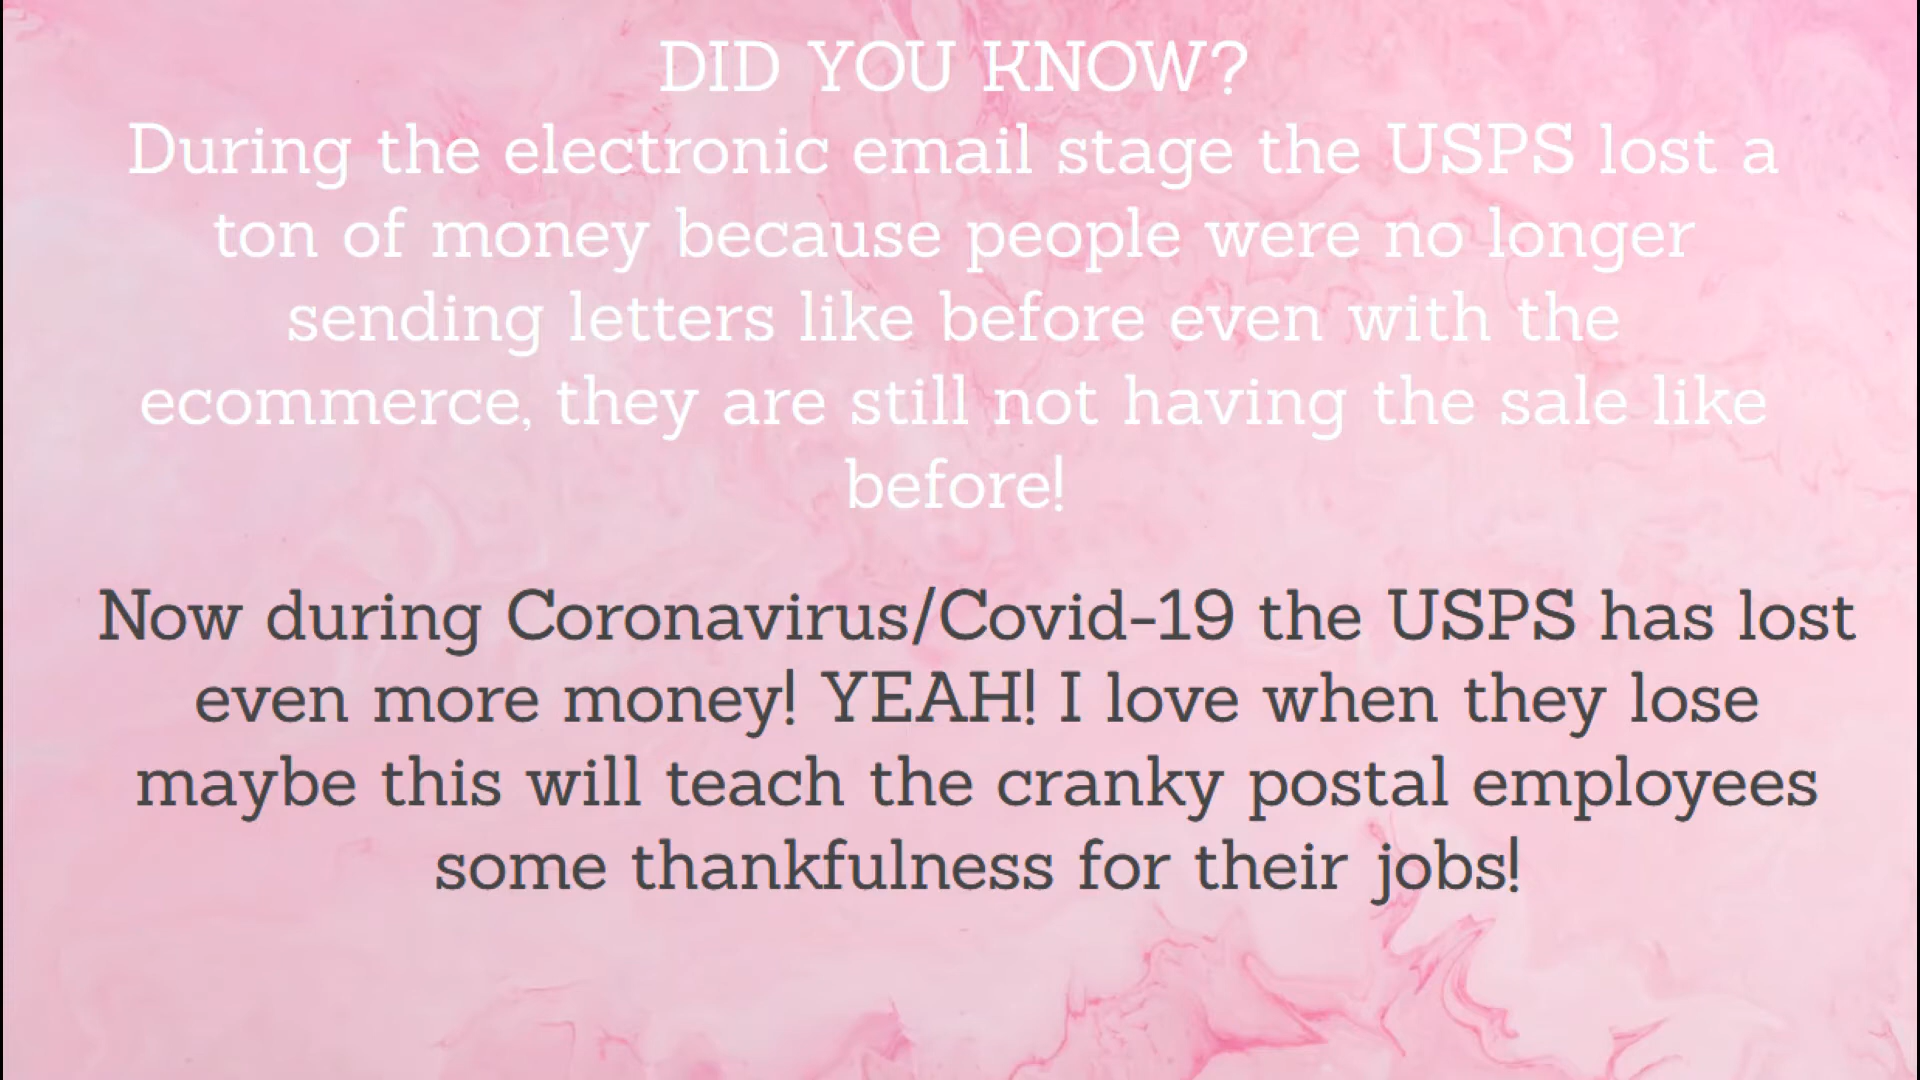 DID YOU KNOW?
During the electronic email stage the USPS lost a
ton of money because people were no longer
sending letters like before even with the
ecommerce, they are still not having the sale like
before!
Now during Coronavirus/Covid-19 the USPS has lost
even more money! YEAH! I love when they lose
maybe this will teach the cranky postal employees
some thankfulness for their jobs!